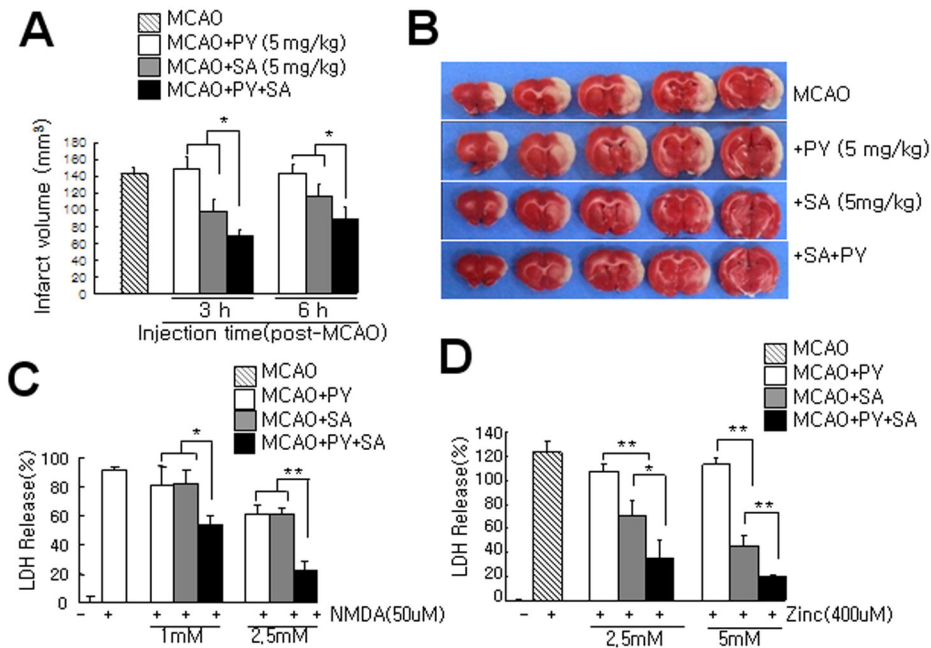 A
MCAO
MCAO+PY (5 mg/kg)
MCAO+SA (5 mg/kg)
MCAO+PY+SA
Infarct volume (mm³)
180
160
140
120
100
80
60
40
20
0
*
*
3 h
6 h
Injection time(post-MCAO)
B
MCAO
+PY (5 mg/kg)
+SA (5mg/kg)
+SA+PY
C
MCAO
MCAO+PY
MCAO+SA
MCAO+PY+SA
LDH Release(%)
100
80
60
40
20
0
*
**
− + + + + + + + NMDA(50uM)
1mM
2,5mM
D
MCAO
MCAO+PY
MCAO+SA
MCAO+PY+SA
LDH Release(%)
140
120
100
80
60
40
20
0
**
*
**
**
− + + + + + + + Zinc(400uM)
2,5mM
5mM